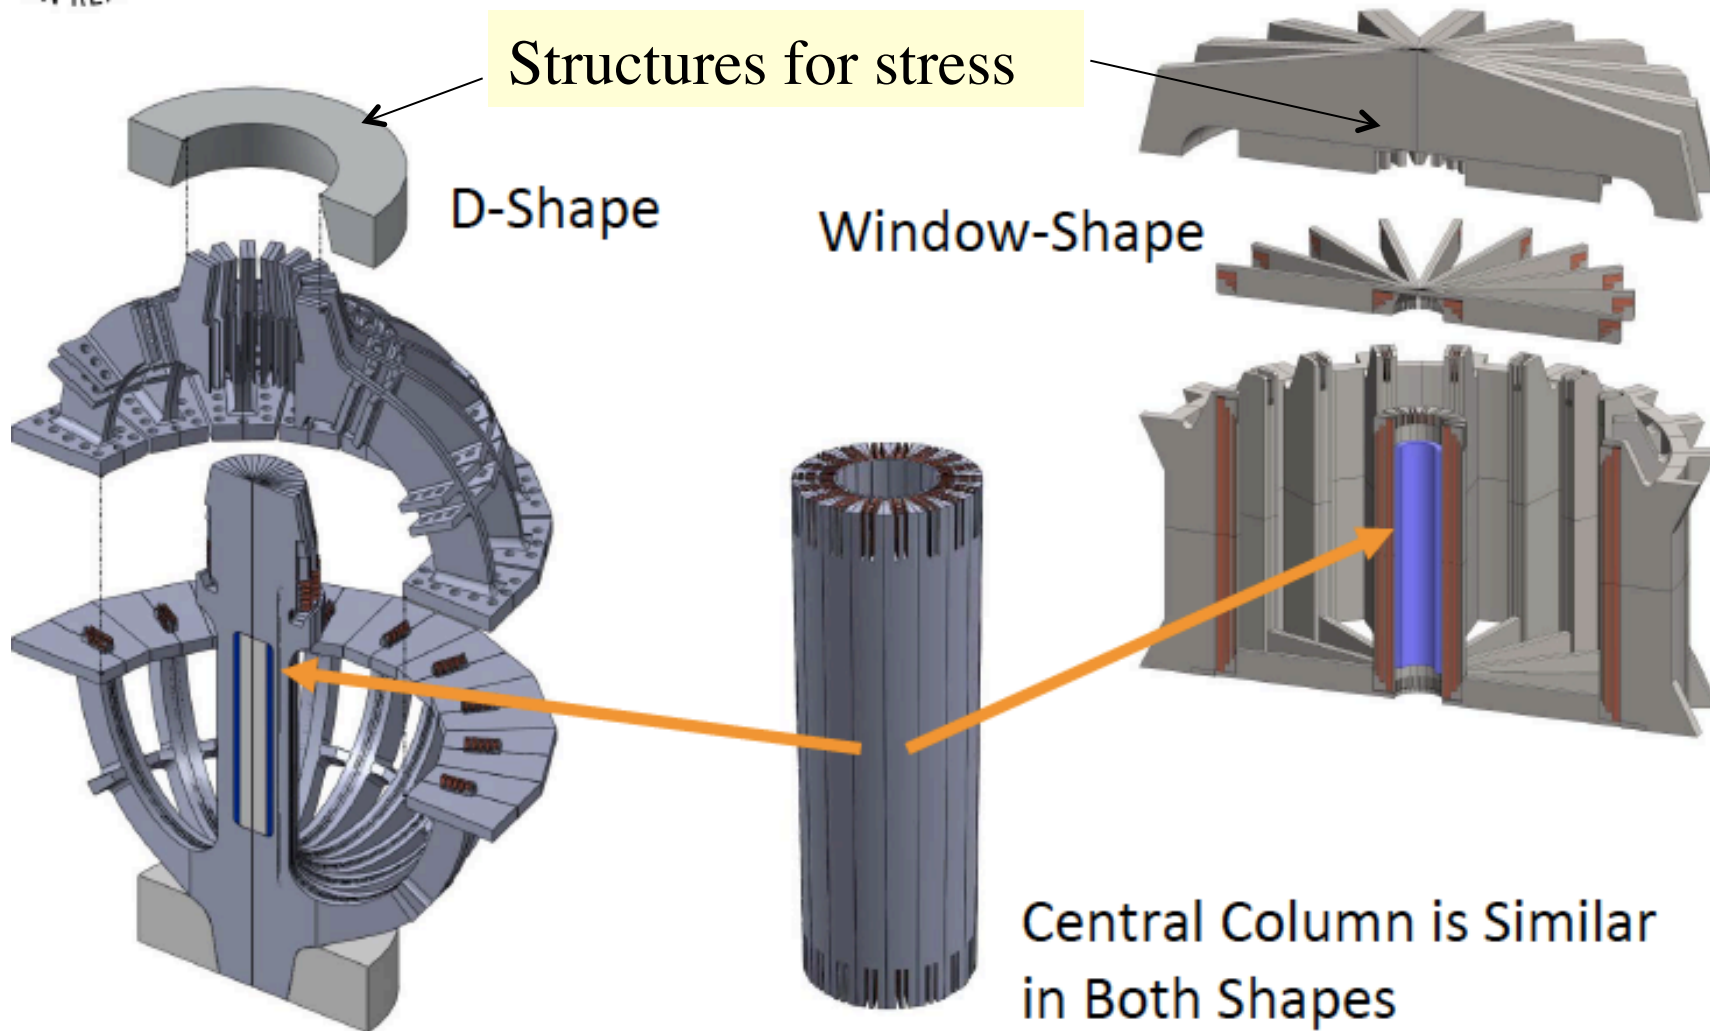 Structures for stress
D-Shape
Window-Shape
Central Column is Similar
in Both Shapes